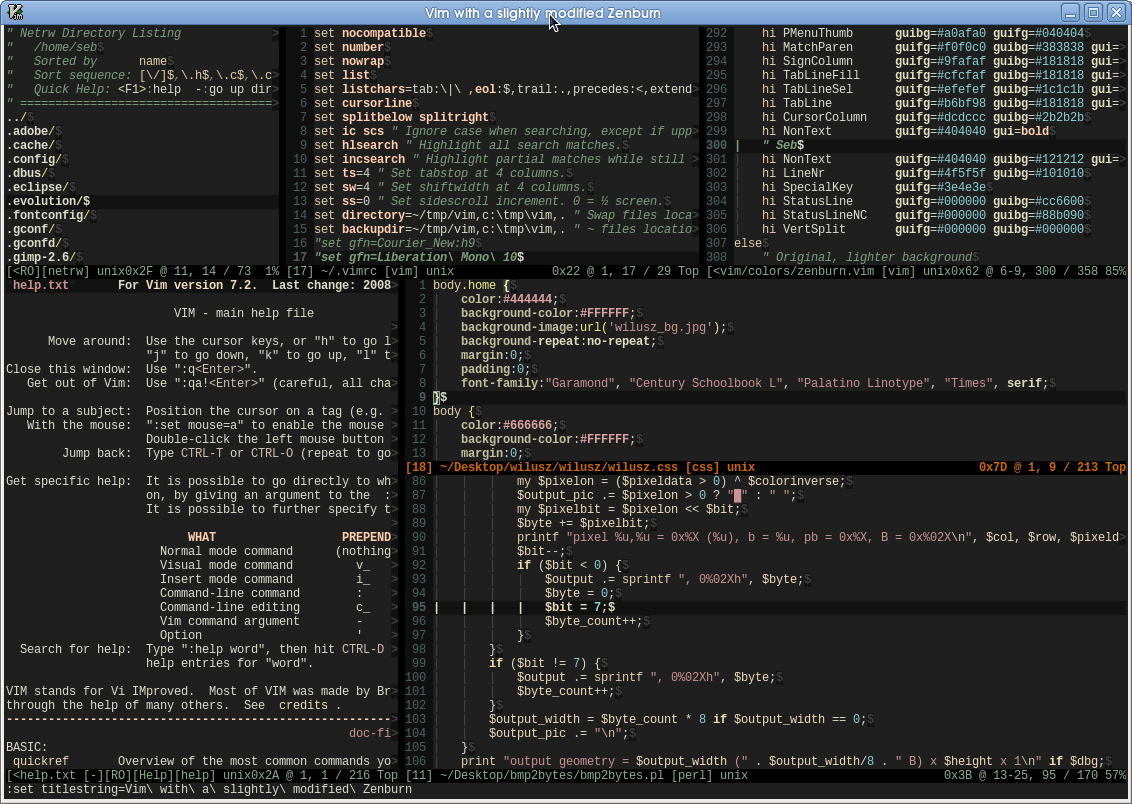 Vim with a slightly modified Zenburn
" Netrw Directory Listing >
"   /home/seb$
"   Sorted by      name$
"   Sort sequence: [\/]$,\.h$,\.c$,\.c>
"   Quick Help: <F1>:help  -:go up dir>
" ====================================>
../$
.adobe/$
.cache/$
.config/$
.dbus/$
.eclipse/$
.evolution/$
.fontconfig/$
.gconf/$
.gconfd/$
.gimp-2.6/$
[<RO][netrw] unix0x2F @ 11, 14 / 73  1%
1 set nocompatible$
2 set number$
3 set nowrap$
4 set list$
5 set listchars=tab:\|\ ,eol:$,trail:.,precedes:<,extend>
6 set cursorline$
7 set splitbelow splitright$
8 set ic scs " Ignore case when searching, except if upp>
9 set hlsearch " Highlight all search matches.$
10 set incsearch " Highlight partial matches while still >
11 set ts=4 " Set tabstop at 4 columns.$
12 set sw=4 " Set shiftwidth at 4 columns.$
13 set ss=0 " Set sidescroll increment. 0 = ½ screen.$
14 set directory=~/tmp/vim,c:\tmp\vim,. " Swap files loca>
15 set backupdir=~/tmp/vim,c:\tmp\vim,. " ~ files locatio>
16 "set gfn=Courier_New:h9$
17 "set gfn=Liberation\ Mono\ 10$
[17] ~/.vimrc [vim] unix 0x22 @ 1, 17 / 29 Top
292 hi PMenuThumb guibg=#a0afa0 guifg=#040404$
293 hi MatchParen guifg=#f0f0c0 guibg=#383838 gui=>
294 hi SignColumn guifg=#9fafaf guibg=#181818 gui=>
295 hi TabLineFill guifg=#cfcfaf guibg=#181818 gui=>
296 hi TabLineSel guifg=#efefef guibg=#1c1c1b gui=>
297 hi TabLine guifg=#b6bf98 guibg=#181818 gui=>
298 hi CursorColumn guifg=#dcdccc guibg=#2b2b2b$
299 hi NonText guifg=#404040 gui=bold$
300 |   " Seb$
301 hi NonText guifg=#404040 guibg=#121212 gui=>
302 hi LineNr guifg=#4f5f5f guibg=#101010$
303 hi SpecialKey guifg=#3e4e3e$
304 hi StatusLine guifg=#000000 guibg=#cc6600$
305 hi StatusLineNC guifg=#000000 guibg=#88b090$
306 hi VertSplit guifg=#000000 guibg=#000000$
307 else$
308 " Original, lighter background$
[<vim/colors/zenburn.vim [vim] unix0x62 @ 6-9, 300 / 358 85%
help.txt For Vim version 7.2.  Last change: 2008>
VIM - main help file
>
Move around:  Use the cursor keys, or "h" to go l>
"j" to go down, "k" to go up, "l" t>
Close this window:  Use ":q<Enter>".
Get out of Vim:  Use ":qa!<Enter>" (careful, all cha>
Jump to a subject:  Position the cursor on a tag (e.g. >
With the mouse:  ":set mouse=a" to enable the mouse >
Double-click the left mouse button >
Jump back:  Type CTRL-T or CTRL-O (repeat to go>
Get specific help:  It is possible to go directly to wh>
on, by giving an argument to the  :>
It is possible to further specify t>
>
WHAT PREPEND>
Normal mode command (nothing>
Visual mode command v_ >
Insert mode command i_ >
Command-line command : >
Command-line editing c_ >
Vim command argument - >
Option ' >
Search for help:  Type ":help word", then hit CTRL-D >
help entries for "word".
VIM stands for Vi IMproved.  Most of VIM was made by Br>
through the help of many others.  See  credits .
------------------------------------------------------->
doc-fi>
BASIC:
quickref Overview of the most common commands yo>
[<help.txt [-][RO][Help][help] unix0x2A @ 1, 1 / 216 Top
1 body.home {$
2 | color:#444444;$
3 | background-color:#FFFFFF;$
4 | background-image:url('wilusz_bg.jpg');$
5 | background-repeat:no-repeat;$
6 | margin:0;$
7 | padding:0;$
8 | font-family:"Garamond", "Century Schoolbook L", "Palatino Linotype", "Times", serif;$
9 }$
10 body {$
11 | color:#666666;$
12 | background-color:#FFFFFF;$
13 | margin:0;$
[18] ~/Desktop/wilusz/wilusz/wilusz.css [css] unix 0x7D @ 1, 9 / 213 Top
86 | | | my $pixelon = ($pixeldata > 0) ^ $colorinverse;$
87 | | | $output_pic .= $pixelon > 0 ? "█" : " ";$
88 | | | my $pixelbit = $pixelon << $bit;$
89 | | | $byte += $pixelbit;$
90 | | | printf "pixel %u,%u = 0x%X (%u), b = %u, pb = 0x%X, B = 0x%02X\n", $col, $row, $pixeld>
91 | | | $bit--;$
92 | | | if ($bit < 0) {$
93 | | | | $output .= sprintf ", 0%02Xh", $byte;$
94 | | | | $byte = 0;$
95 | | | | $bit = 7;$
96 | | | | $byte_count++;$
97 | | | }$
98 | | }$
99 | | if ($bit != 7) {$
100 | | | $output .= sprintf ", 0%02Xh", $byte;$
101 | | | $byte_count++;$
102 | | }$
103 | | $output_width = $byte_count * 8 if $output_width == 0;$
104 | | $output_pic .= "\n";$
105 | }$
106 | print "output geometry = $output_width (" . $output_width/8 . " B) x $height x 1\n" if $dbg;$
[11] ~/Desktop/bmp2bytes/bmp2bytes.pl [perl] unix 0x3B @ 13-25, 95 / 170 57%
:set titlestring=Vim\ with\ a\ slightly\ modified\ Zenburn